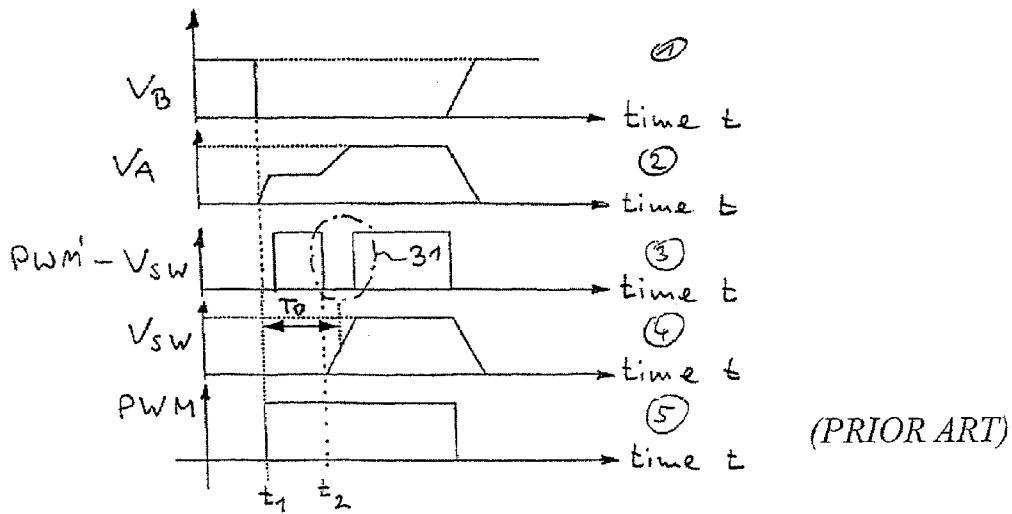 ①
V_B
time t
V_A
②
time t
PWM' - V_SW
31
③
time t
T_D
V_SW
④
time t
PWM
⑤
(PRIOR ART)
time t
t_1
t_2